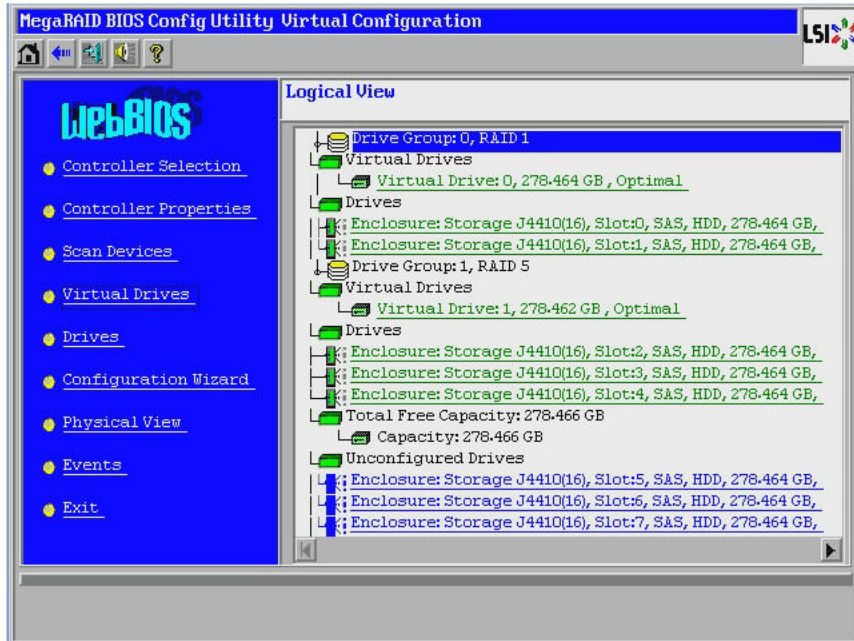 MegaRAID BIOS Config Utility Virtual Configuration
LSI
WebBIOS
Controller Selection
Controller Properties
Scan Devices
Virtual Drives
Drives
Configuration Wizard
Physical View
Events
Exit
Logical View
Drive Group: 0, RAID 1
Virtual Drives
Virtual Drive: 0, 278.464 GB , Optimal
Drives
Enclosure: Storage J4410(16), Slot:0, SAS, HDD, 278.464 GB,
Enclosure: Storage J4410(16), Slot:1, SAS, HDD, 278.464 GB,
Drive Group: 1, RAID 5
Virtual Drives
Virtual Drive: 1, 278.462 GB , Optimal
Drives
Enclosure: Storage J4410(16), Slot:2, SAS, HDD, 278.464 GB,
Enclosure: Storage J4410(16), Slot:3, SAS, HDD, 278.464 GB,
Enclosure: Storage J4410(16), Slot:4, SAS, HDD, 278.464 GB,
Total Free Capacity: 278.466 GB
Capacity: 278.466 GB
Unconfigured Drives
Enclosure: Storage J4410(16), Slot:5, SAS, HDD, 278.464 GB,
Enclosure: Storage J4410(16), Slot:6, SAS, HDD, 278.464 GB,
Enclosure: Storage J4410(16), Slot:7, SAS, HDD, 278.464 GB,